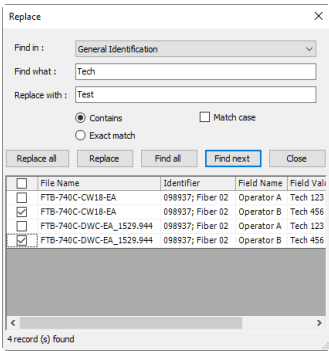 Replace
Find in : General Identification
Find what : Tech
Replace with : Test
Contains Match case
Exact match
Replace all Replace Find all Find next Close
File Name Identifier Field Name Field Valu
FTB-740C-CW18-EA 098937; Fiber 02 Operator A Tech 123
FTB-740C-CW18-EA 098937; Fiber 02 Operator B Tech 456
FTB-740C-DWC-EA_1529.944 098937; Fiber 02 Operator A Tech 123
FTB-740C-DWC-EA_1529.944 098937; Fiber 02 Operator B Tech 456
4 record (s) found